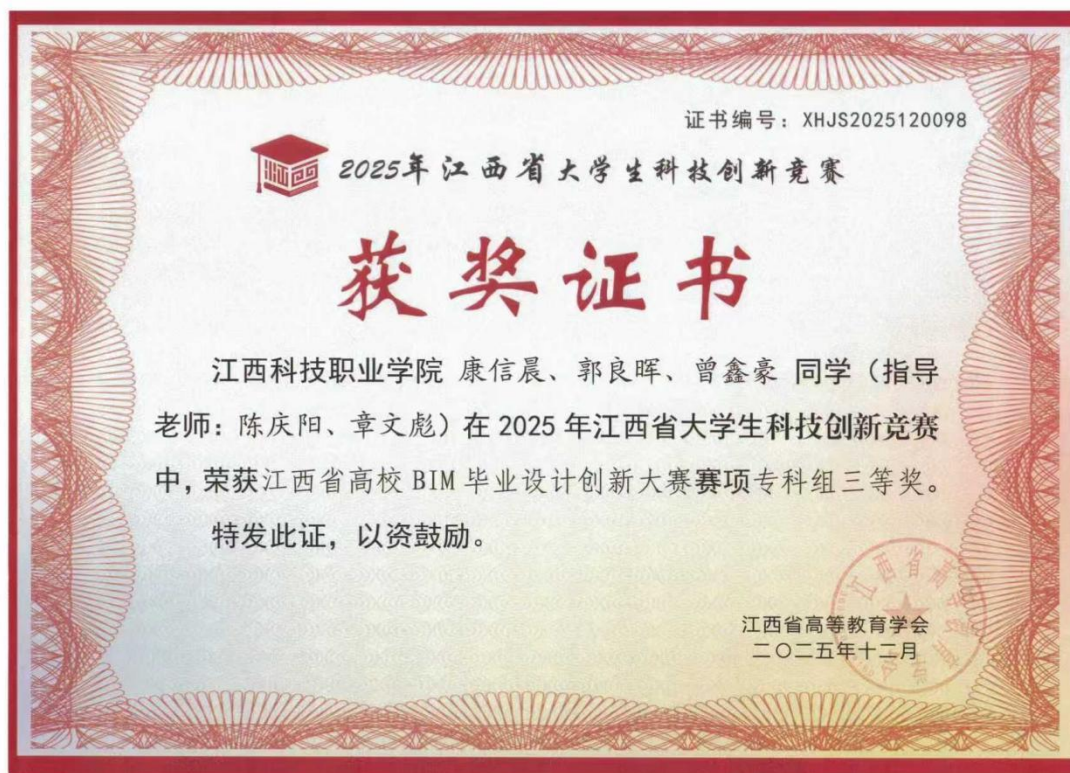 证书编号：XHJS2025120098
2025年江西省大学生科技创新竞赛
获奖证书
江西科技职业学院 康信晨、郭良晖、曾鑫豪 同学（指导
老师：陈庆阳、章文彪）在 2025 年江西省大学生科技创新竞赛
中，荣获江西省高校 BIM 毕业设计创新大赛赛项专科组三等奖。
特发此证，以资鼓励。
江西省高等教育学会
二〇二五年十二月